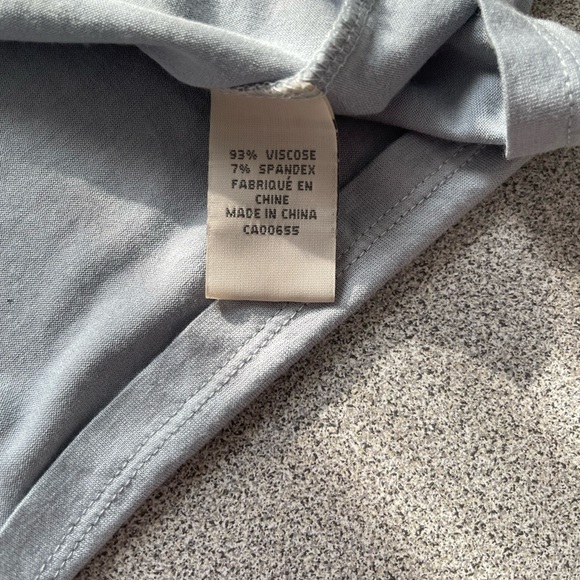 93% VISCOSE
7% SPANDEX
FABRIQUÉ EN
CHINE
MADE IN CHINA
CA00655